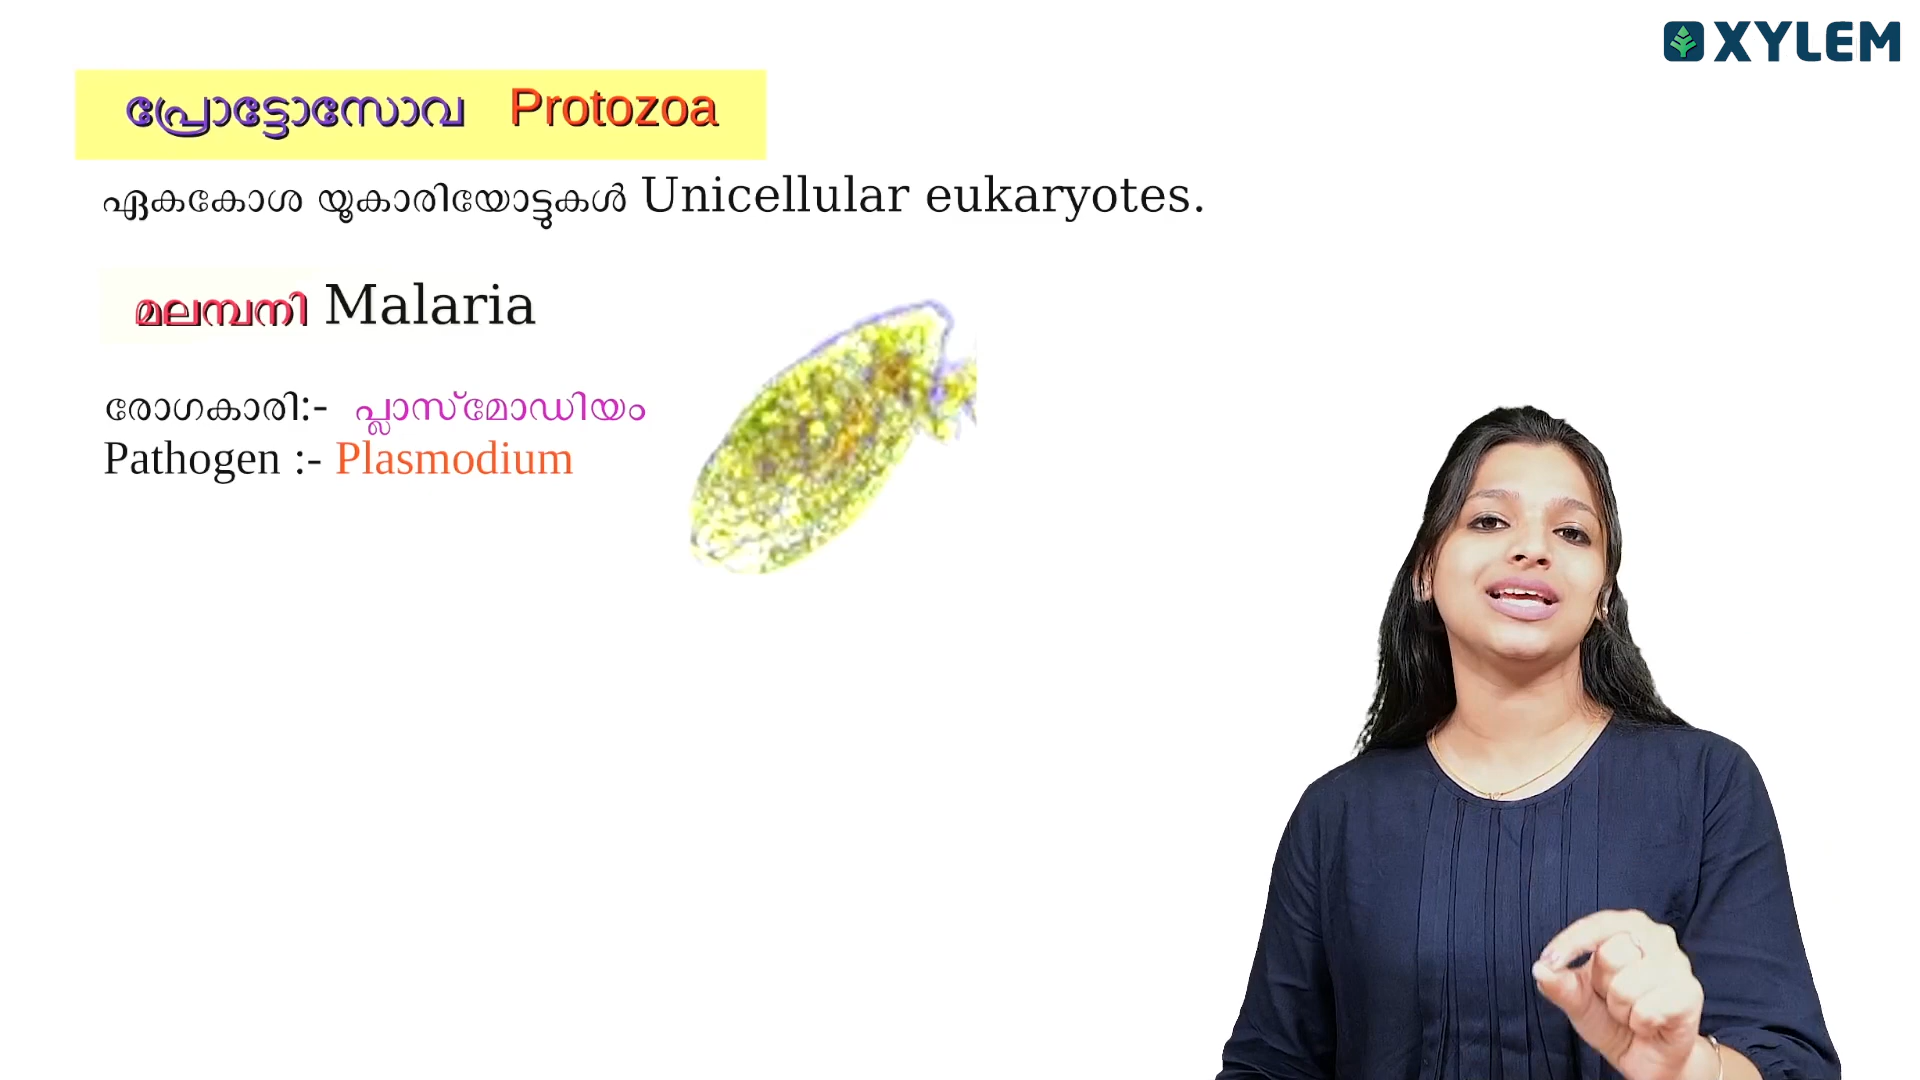 XYLEM
പ്രോട്ടോസോവ Protozoa
ഏകകോശ യൂകാരിയോട്ടുകൾ Unicellular eukaryotes.
മലമ്പനി Malaria
രോഗകാരി:- പ്ലാസ്മോഡിയം
Pathogen :- Plasmodium